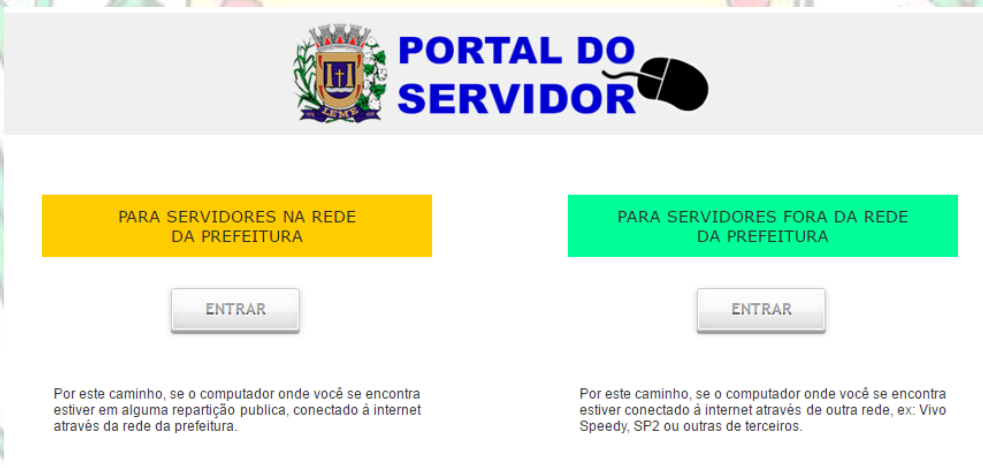 PORTAL DO
SERVIDOR
LEME
PARA SERVIDORES NA REDE
DA PREFEITURA
ENTRAR
Por este caminho, se o computador onde você se encontra
estiver em alguma repartição publica, conectado à internet
através da rede da prefeitura.
PARA SERVIDORES FORA DA REDE
DA PREFEITURA
ENTRAR
Por este caminho, se o computador onde você se encontra
estiver conectado à internet através de outra rede, ex: Vivo
Speedy, SP2 ou outras de terceiros.